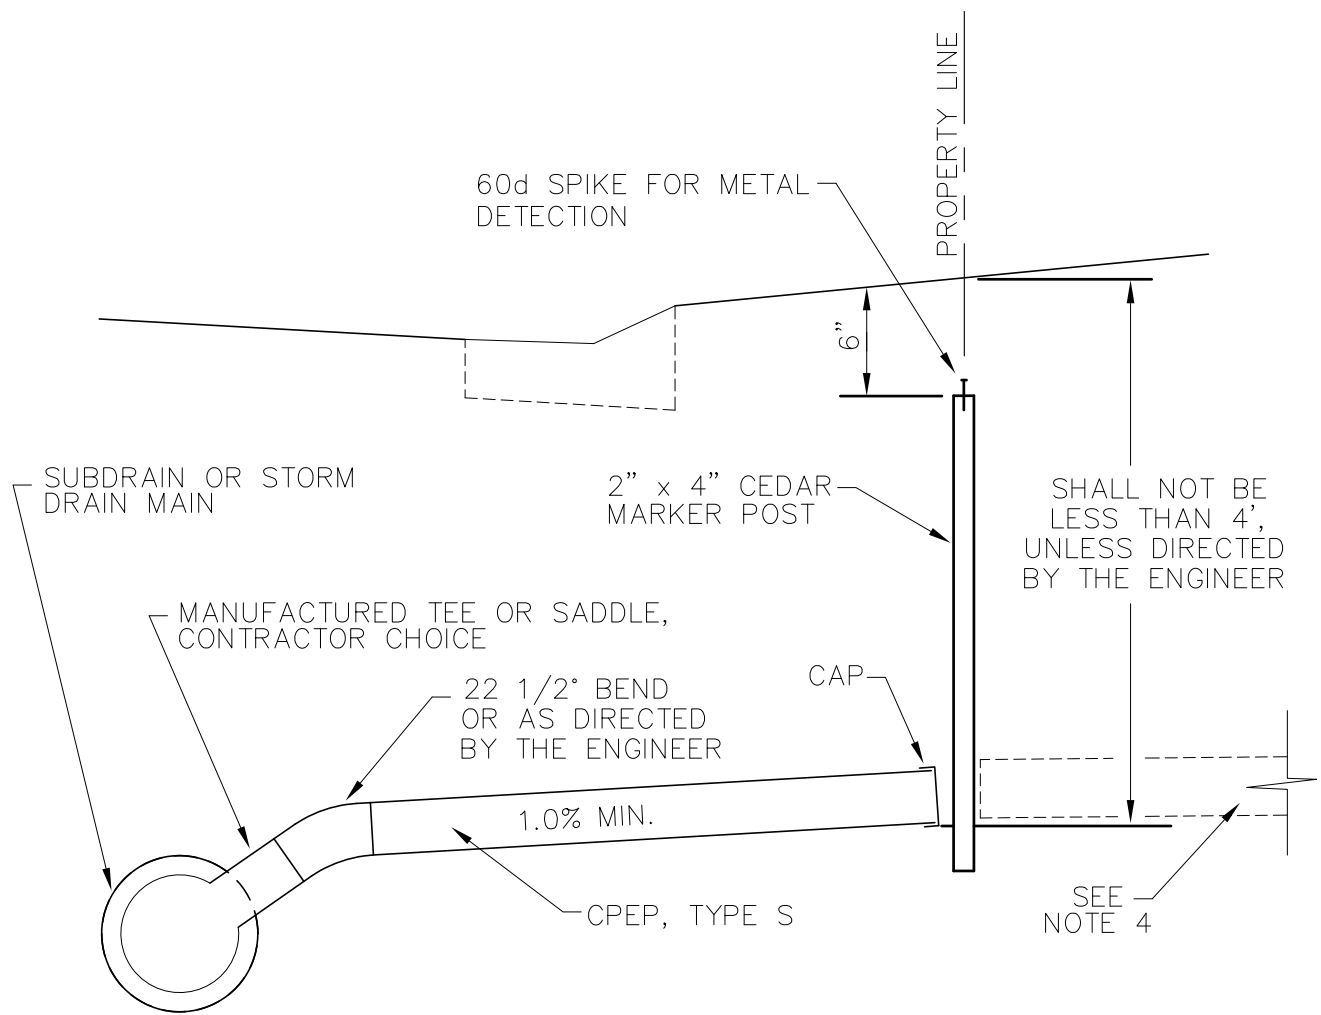 PROPERTY LINE
60d SPIKE FOR METAL
DETECTION
6”
SUBDRAIN OR STORM
DRAIN MAIN
2” x 4” CEDAR
MARKER POST
SHALL NOT BE
LESS THAN 4’,
UNLESS DIRECTED
BY THE ENGINEER
MANUFACTURED TEE OR SADDLE,
CONTRACTOR CHOICE
22 1/2° BEND
OR AS DIRECTED
BY THE ENGINEER
CAP
1.0% MIN.
CPEP, TYPE S
SEE
NOTE 4